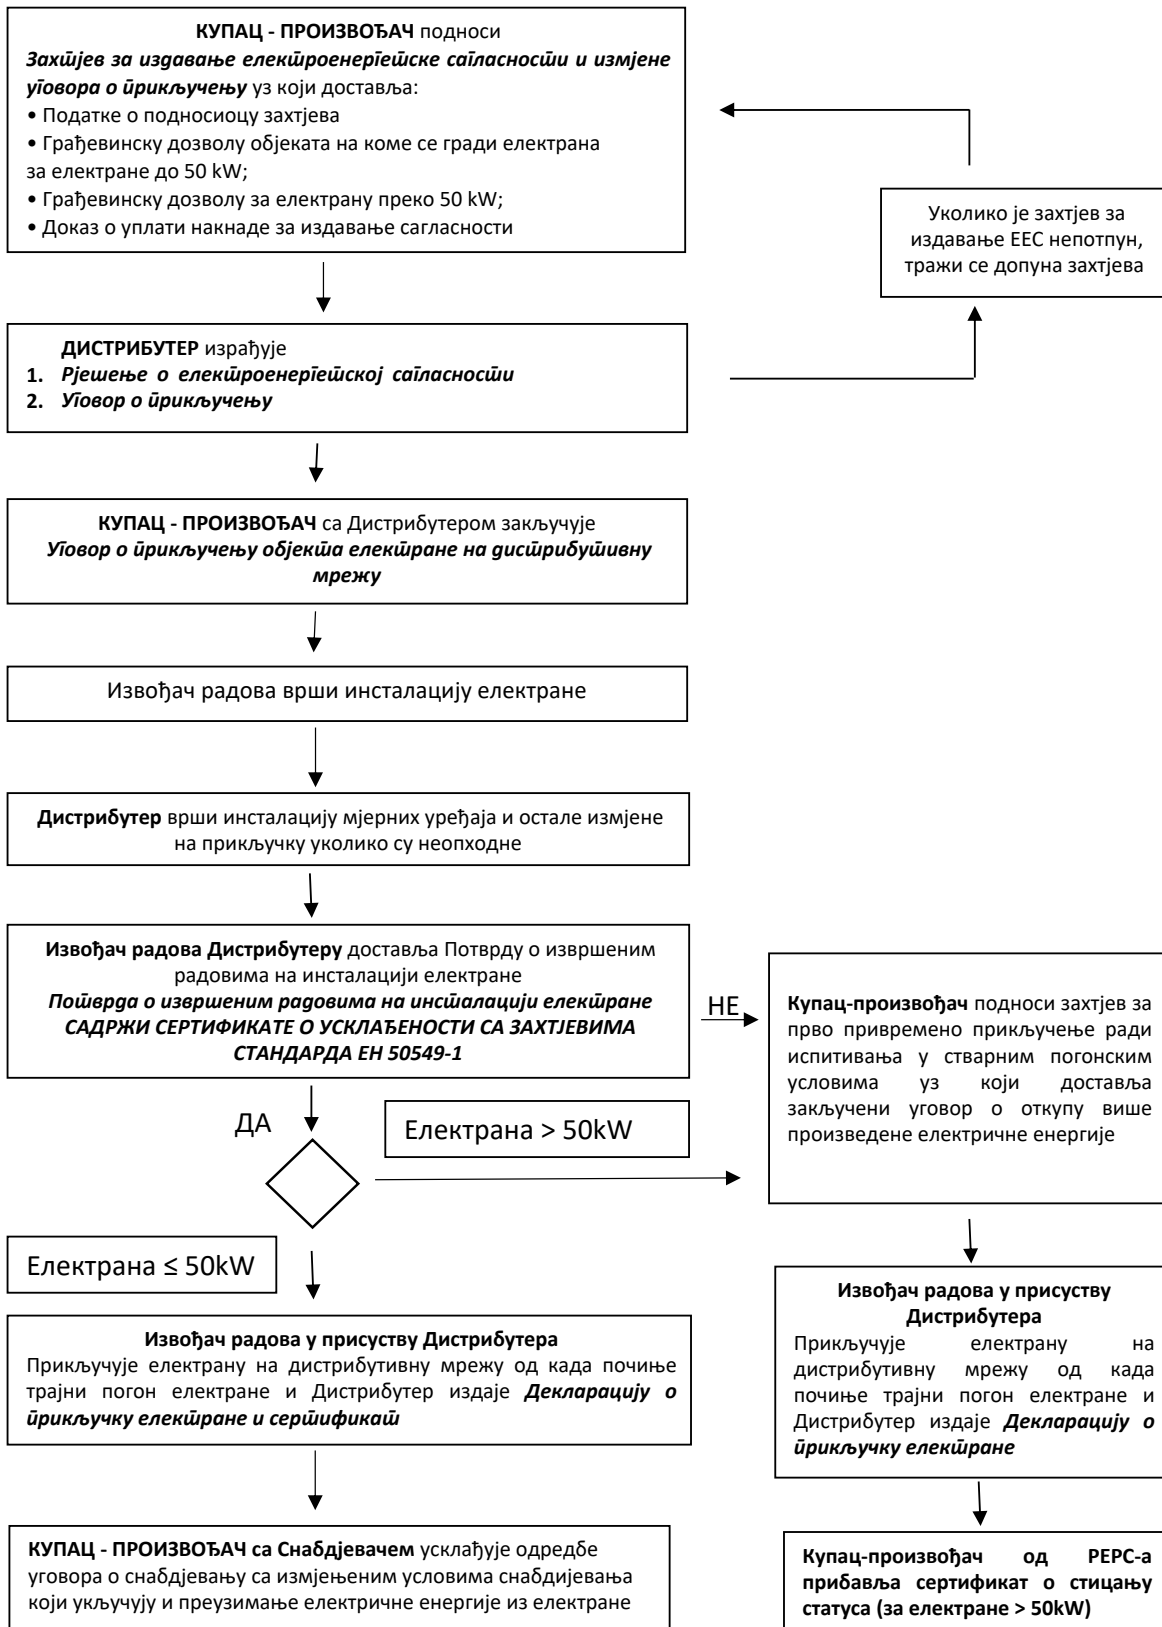 КУПАЦ - ПРОИЗВОЂАЧ подноси
Захтјев за издавање електроенергетске сагласности и измјене
уговора о прикључењу уз који доставља:
• Податке о подносиоцу захтјева
• Грађевинску дозволу објеката на коме се гради електрана
за електране до 50 kW;
• Грађевинску дозволу за електрану преко 50 kW;
• Доказ о уплати накнаде за издавање сагласности
Уколико је захтјев за
издавање ЕЕС непотпун,
тражи се допуна захтјева
ДИСТРИБУТЕР израђује
1. Рјешење о електроенергетској сагласности
2. Уговор о прикључењу
КУПАЦ - ПРОИЗВОЂАЧ са Дистрибутером закључује
Уговор о прикључењу објекта електране на дистрибутивну
мрежу
Извођач радова врши инсталацију електране
Дистрибутер врши инсталацију мјерних уређаја и остале измјене
на прикључку уколико су неопходне
Извођач радова Дистрибутеру доставља Потврду о извршеним
радовима на инсталацији електране
Потврда о извршеним радовима на инсталацији електране
САДРЖИ СЕРТИФИКАТЕ О УСКЛАЂЕНОСТИ СА ЗАХТЈЕВИМА
СТАНДАРДА ЕН 50549-1
НЕ
Купац-произвођач подноси захтјев за
прво привремено прикључење ради
испитивања у стварним погонским
условима уз који доставља
закључени уговор о откупу више
произведене електричне енергије
ДА
Електрана > 50kW
Електрана ≤ 50kW
Извођач радова у присуству Дистрибутера
Прикључује електрану на дистрибутивну мрежу од када почиње
трајни погон електране и Дистрибутер издаје Декларацију о
прикључку електране и сертификат
Извођач радова у присуству
Дистрибутера
Прикључује електрану на
дистрибутивну мрежу од када
почиње трајни погон електране и
Дистрибутер издаје Декларацију о
прикључку електране
КУПАЦ - ПРОИЗВОЂАЧ са Снабдјевачем усклађује одредбе
уговора о снабдјевању са измјењеним условима снабдијевања
који укључују и преузимање електричне енергије из електране
Купац-произвођач од РЕРС-а
прибавља сертификат о стицању
статуса (за електране > 50kW)